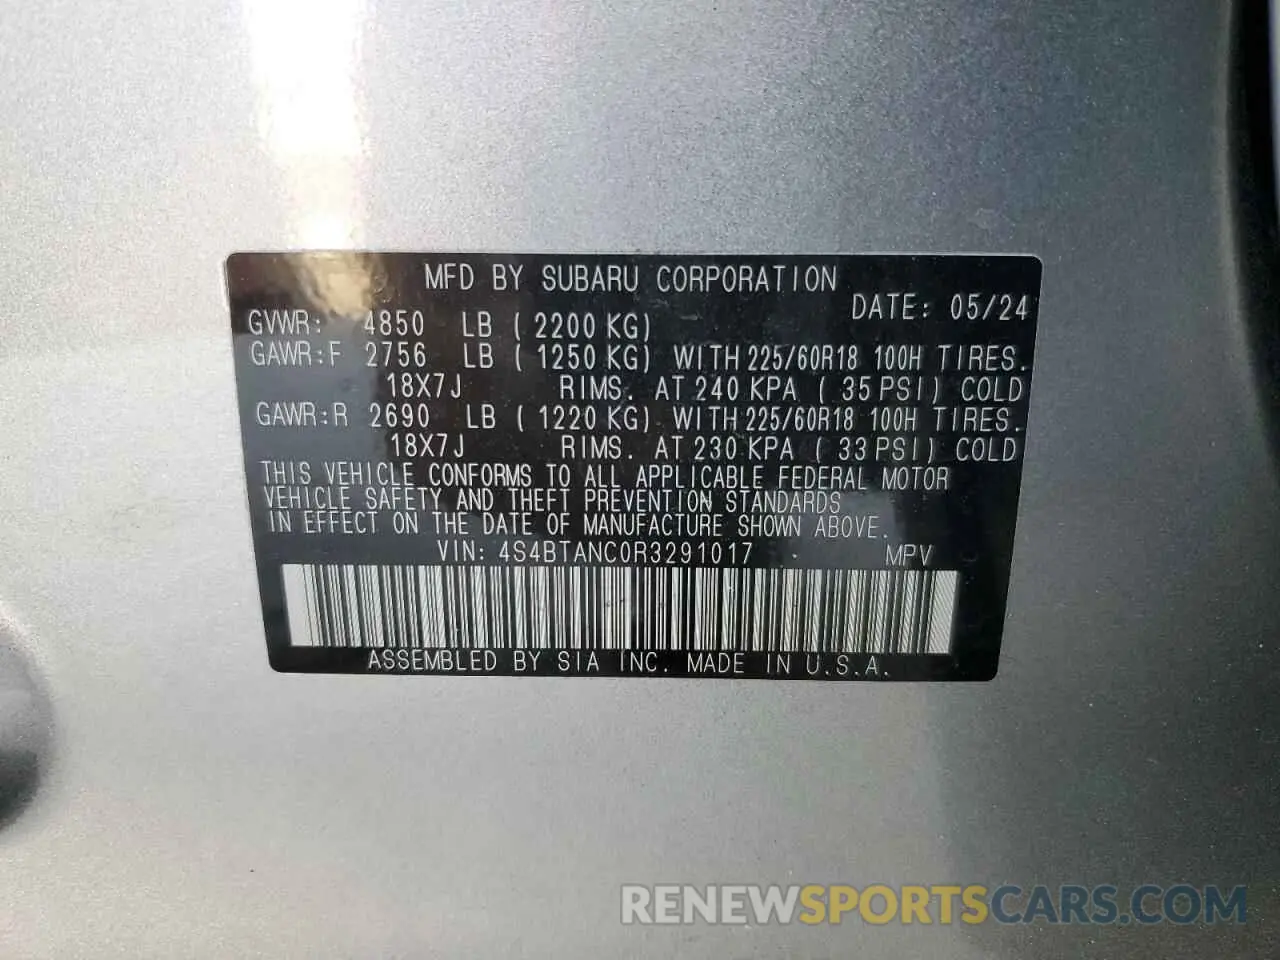 MFD BY SUBARU CORPORATION
DATE: 05/24
GVWR: 4850 LB ( 2200 KG)
GAWR:F 2756 LB ( 1250 KG) WITH 225/60R18 100H TIRES.
18X7J RIMS. AT 240 KPA ( 35 PSI) COLD
GAWR:R 2690 LB ( 1220 KG) WITH 225/60R18 100H TIRES.
18X7J RIMS. AT 230 KPA ( 33 PSI) COLD
THIS VEHICLE CONFORMS TO ALL APPLICABLE FEDERAL MOTOR
VEHICLE SAFETY AND THEFT PREVENTION STANDARDS
IN EFFECT ON THE DATE OF MANUFACTURE SHOWN ABOVE.
VIN: 4S4BTANC0R3291017 MPV
ASSEMBLED BY SIA INC. MADE IN U.S.A.
RENEWSPORTSCARS.COM